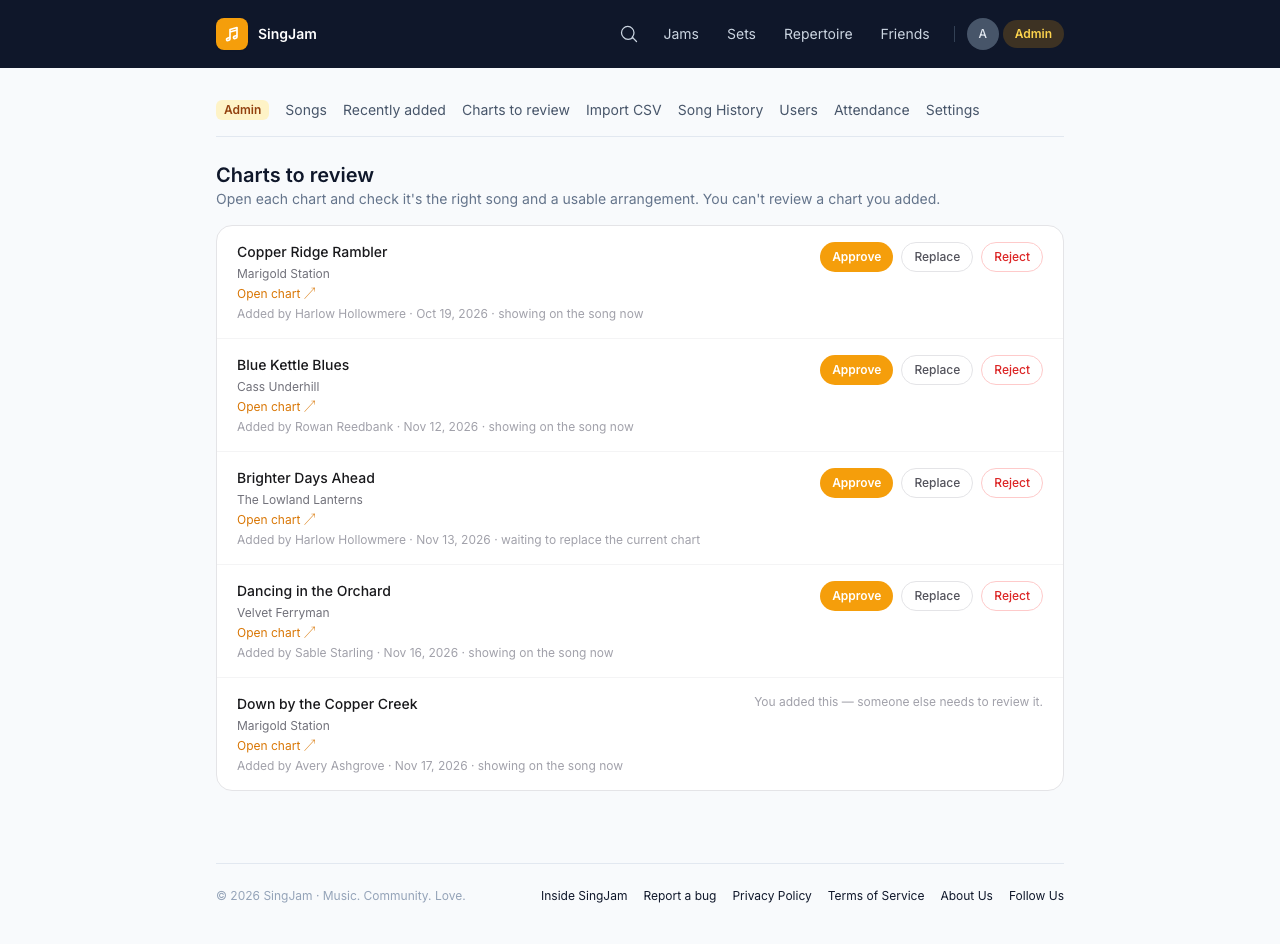 SingJam
Jams Sets Repertoire Friends A Admin
Admin Songs Recently added Charts to review Import CSV Song History Users Attendance Settings
Charts to review
Open each chart and check it's the right song and a usable arrangement. You can't review a chart you added.
Copper Ridge Rambler
Approve Replace Reject
Marigold Station
Open chart ↗
Added by Harlow Hollowmere · Oct 19, 2026 · showing on the song now
Blue Kettle Blues
Approve Replace Reject
Cass Underhill
Open chart ↗
Added by Rowan Reedbank · Nov 12, 2026 · showing on the song now
Brighter Days Ahead
Approve Replace Reject
The Lowland Lanterns
Open chart ↗
Added by Harlow Hollowmere · Nov 13, 2026 · waiting to replace the current chart
Dancing in the Orchard
Approve Replace Reject
Velvet Ferryman
Open chart ↗
Added by Sable Starling · Nov 16, 2026 · showing on the song now
Down by the Copper Creek
You added this — someone else needs to review it.
Marigold Station
Open chart ↗
Added by Avery Ashgrove · Nov 17, 2026 · showing on the song now
© 2026 SingJam · Music. Community. Love.
Inside SingJam Report a bug Privacy Policy Terms of Service About Us Follow Us